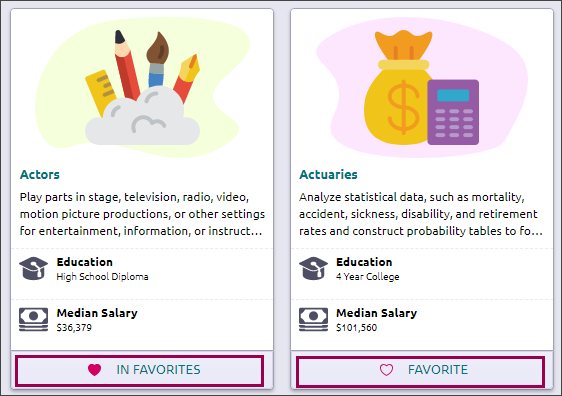 Actors
Play parts in stage, television, radio, video,
motion picture productions, or other settings
for entertainment, information, or instruct...
Education
High School Diploma
Median Salary
$36,379
IN FAVORITES
Actuaries
Analyze statistical data, such as mortality,
accident, sickness, disability, and retirement
rates and construct probability tables to fo...
Education
4 Year College
Median Salary
$101,560
FAVORITE